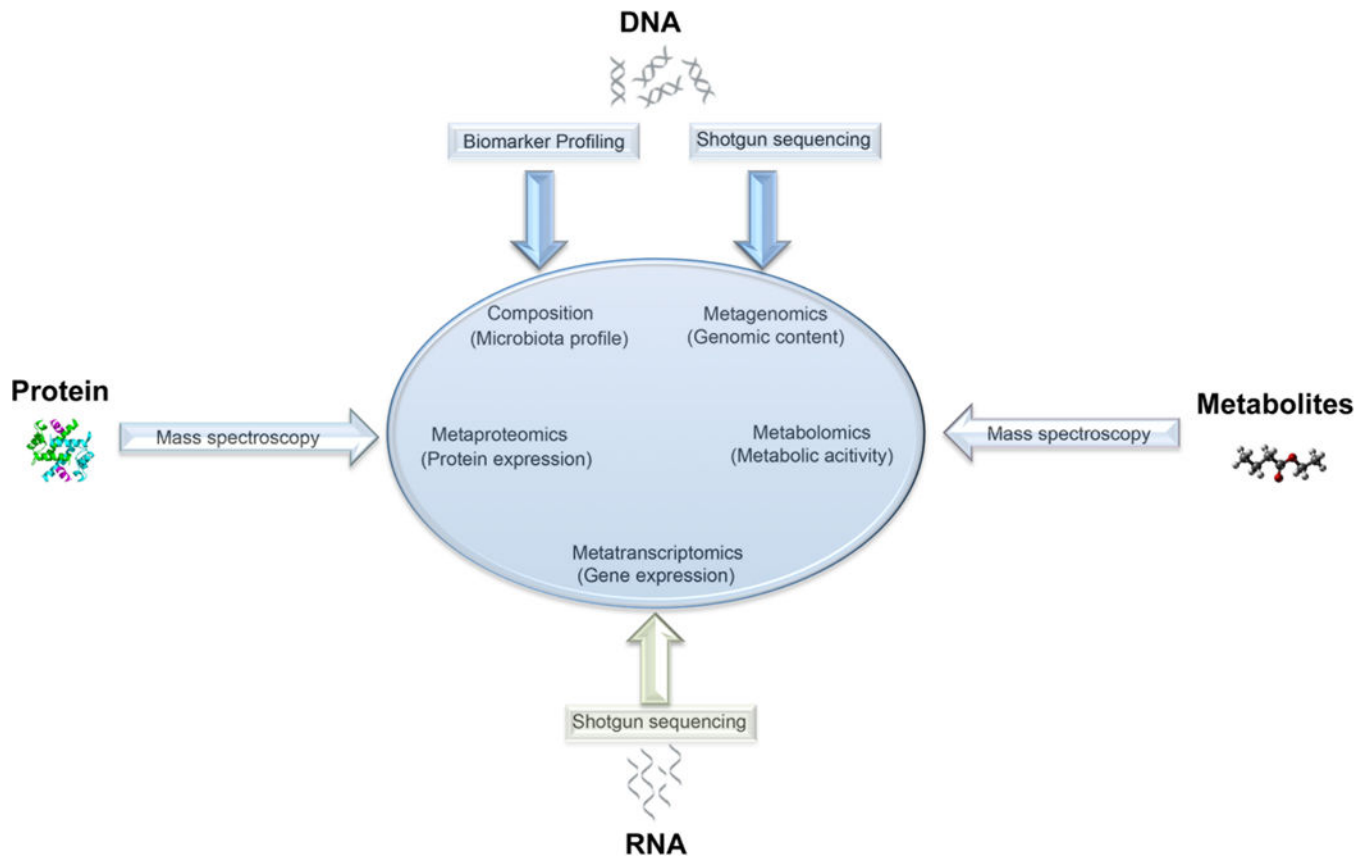 DNA
Biomarker Profiling
Shotgun sequencing
Composition
(Microbiota profile)
Metagenomics
(Genomic content)
Protein
Mass spectroscopy
Metaproteomics
(Protein expression)
Metabolomics
(Metabolic acitivity)
Mass spectroscopy
Metabolites
Metatranscriptomics
(Gene expression)
Shotgun sequencing
RNA